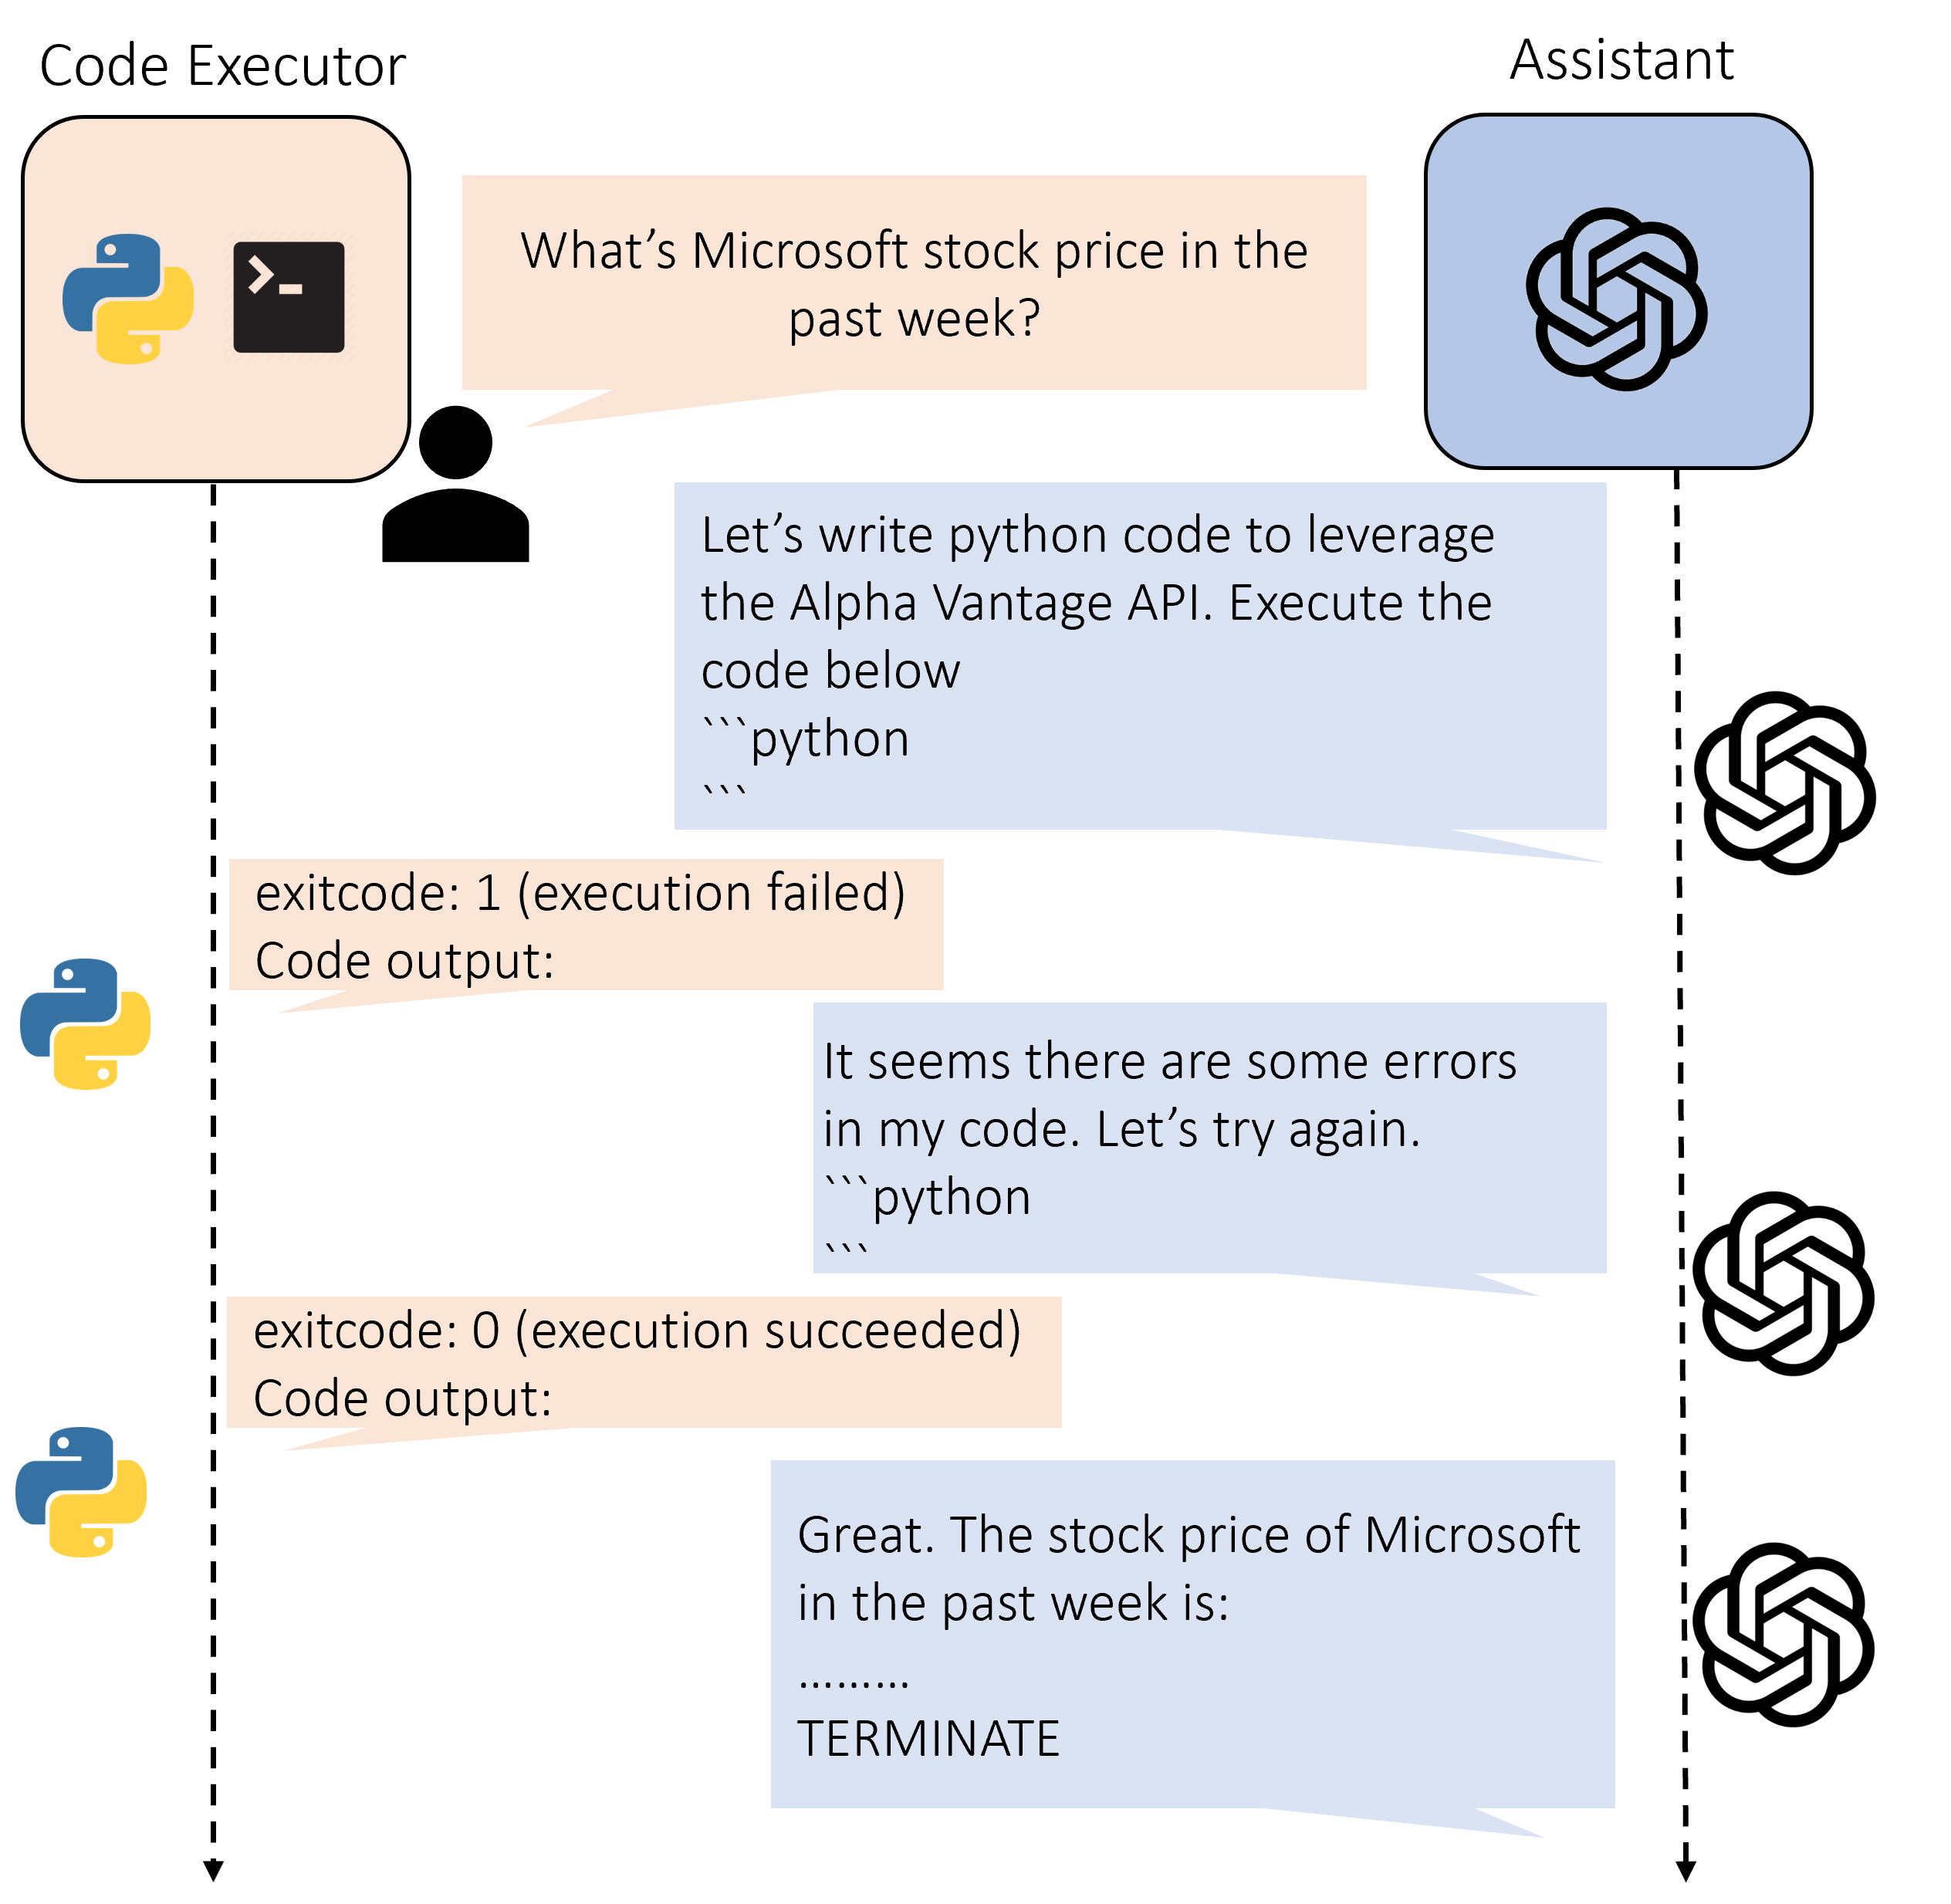 Code Executor
Assistant
What’s Microsoft stock price in the
past week?
Let’s write python code to leverage
the Alpha Vantage API. Execute the
code below
```python
```
exitcode: 1 (execution failed)
Code output:
It seems there are some errors
in my code. Let’s try again.
```python
```
exitcode: 0 (execution succeeded)
Code output:
Great. The stock price of Microsoft
in the past week is:
………
TERMINATE